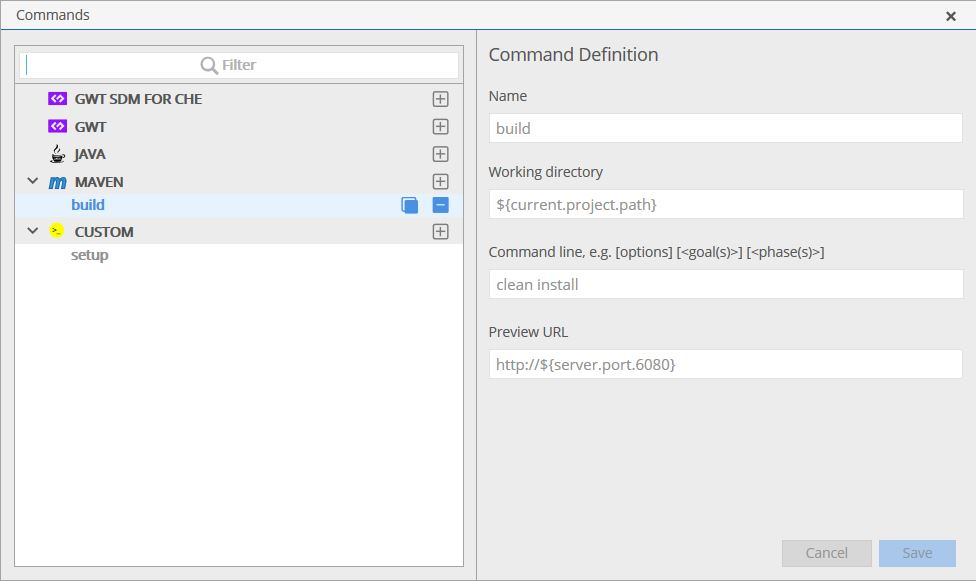 Commands
Filter
GWT SDM FOR CHE
GWT
JAVA
m MAVEN
build
>_ CUSTOM
setup
Command Definition
Name
build
Working directory
${current.project.path}
Command line, e.g. [options] [<goal(s)>] [<phase(s)>]
clean install
Preview URL
http://${server.port.6080}
Cancel
Save